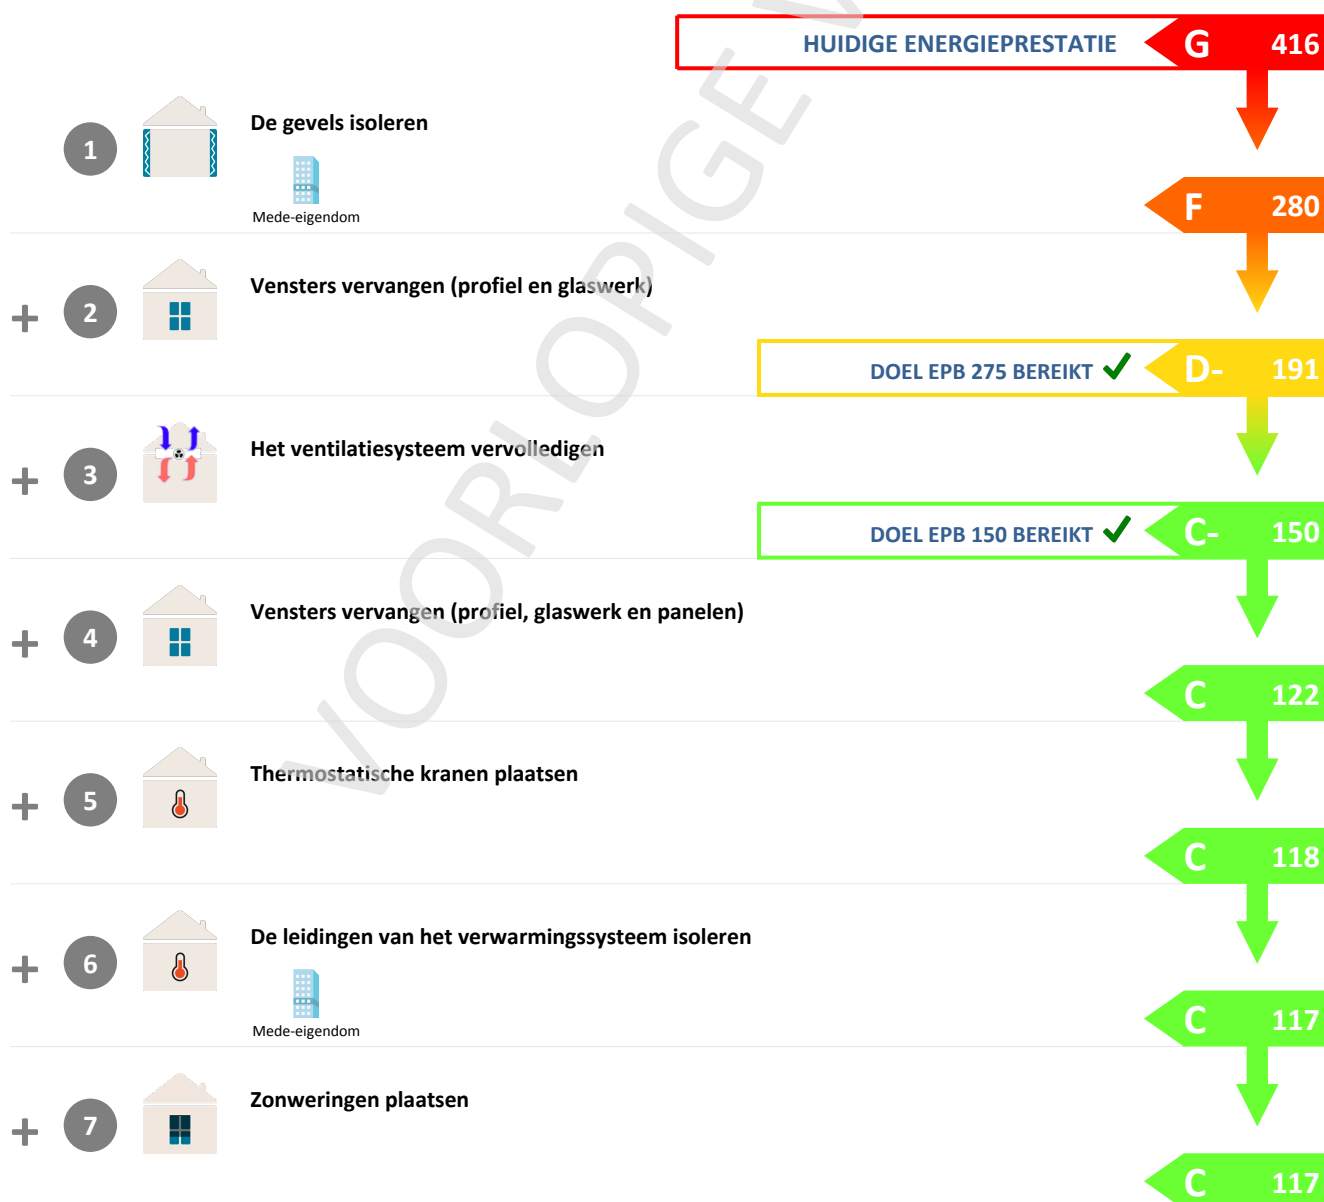 HUIDIGE ENERGIEPRESTATIE G 416
1 De gevels isoleren
Mede-eigendom
F 280
+ 2 Vensters vervangen (profiel en glaswerk)
DOEL EPB 275 BEREIKT D- 191
+ 3 Het ventilatiesysteem vervolledigen
DOEL EPB 150 BEREIKT C- 150
+ 4 Vensters vervangen (profiel, glaswerk en panelen)
C 122
+ 5 Thermostatische kranen plaatsen
C 118
+ 6 De leidingen van het verwarmingssysteem isoleren
Mede-eigendom
C 117
+ 7 Zonweringen plaatsen
C 117
VOORLOPIGE V